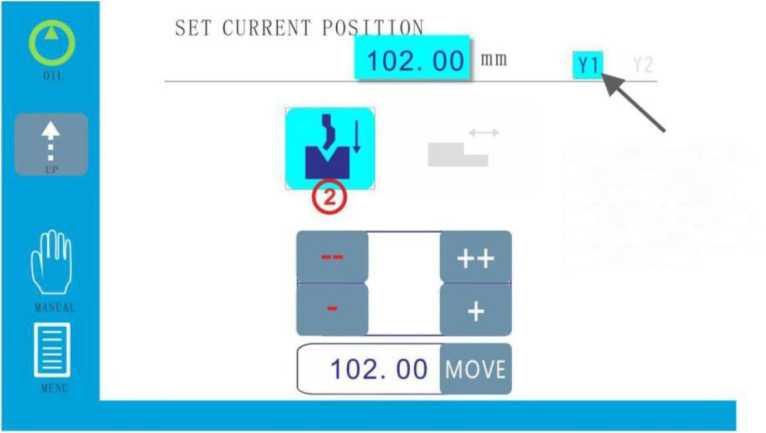 SET CURRENT POSITION
102.00 mm
Y1 Y2
OIL
UP
2
-- ++
- +
MANUAL
102.00 MOVE
MENU